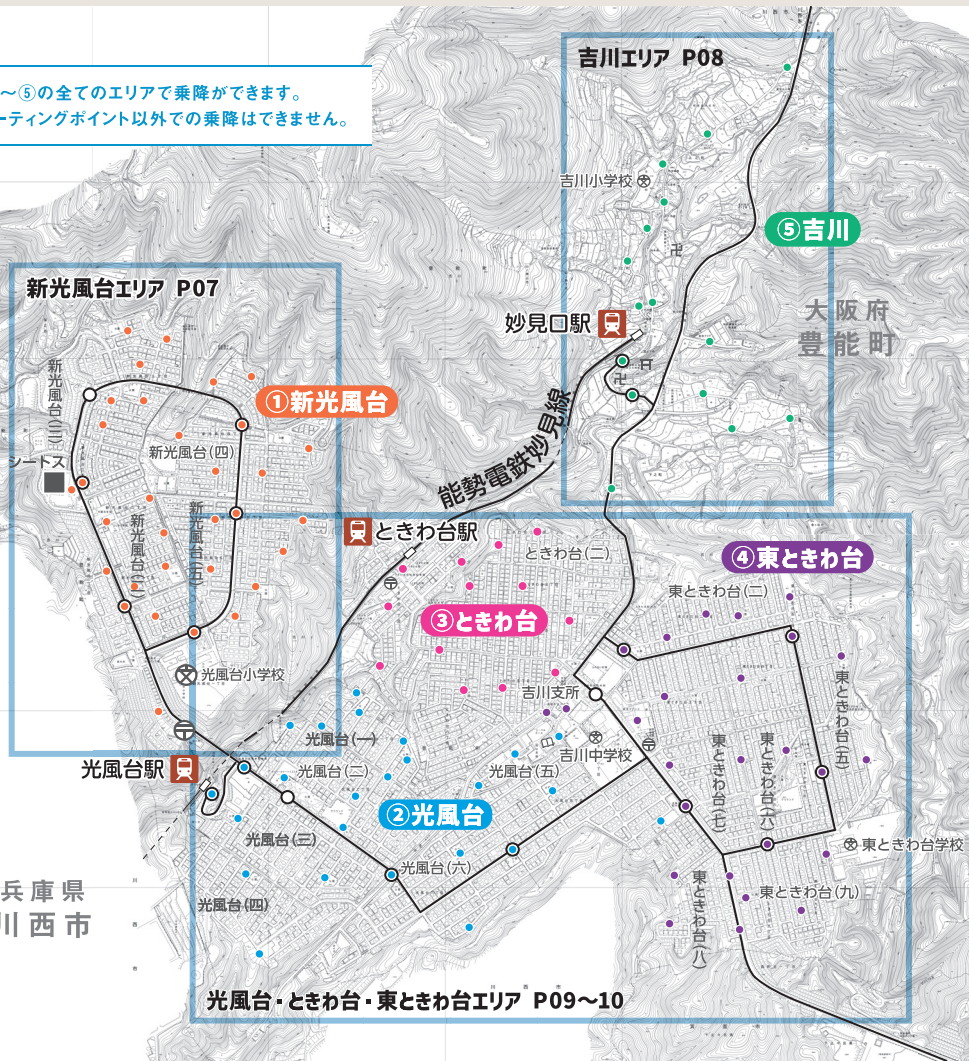 ～⑤の全てのエリアで乗降ができます。
ーティングポイント以外での乗降はできません。
吉川エリア P08
吉川小学校
⑤吉川
大阪府
豊能町
妙見口駅
能勢電鉄妙見線
新光風台エリア P07
新光風台(三)
①新光風台
新光風台(四)
シートス
新光風台(二)
新光風台(五)
ときわ台駅
ときわ台(二)
④東ときわ台
東ときわ台(二)
③ときわ台
光風台小学校
吉川支所
東ときわ台(五)
光風台(一)
吉川中学校
東ときわ台(七)
東ときわ台(六)
光風台駅
光風台(二)
光風台(五)
②光風台
光風台(三)
東ときわ台学校
光風台(六)
東ときわ台(九)
東ときわ台(八)
兵庫県
川西市
光風台(四)
光風台・ときわ台・東ときわ台エリア P09～10